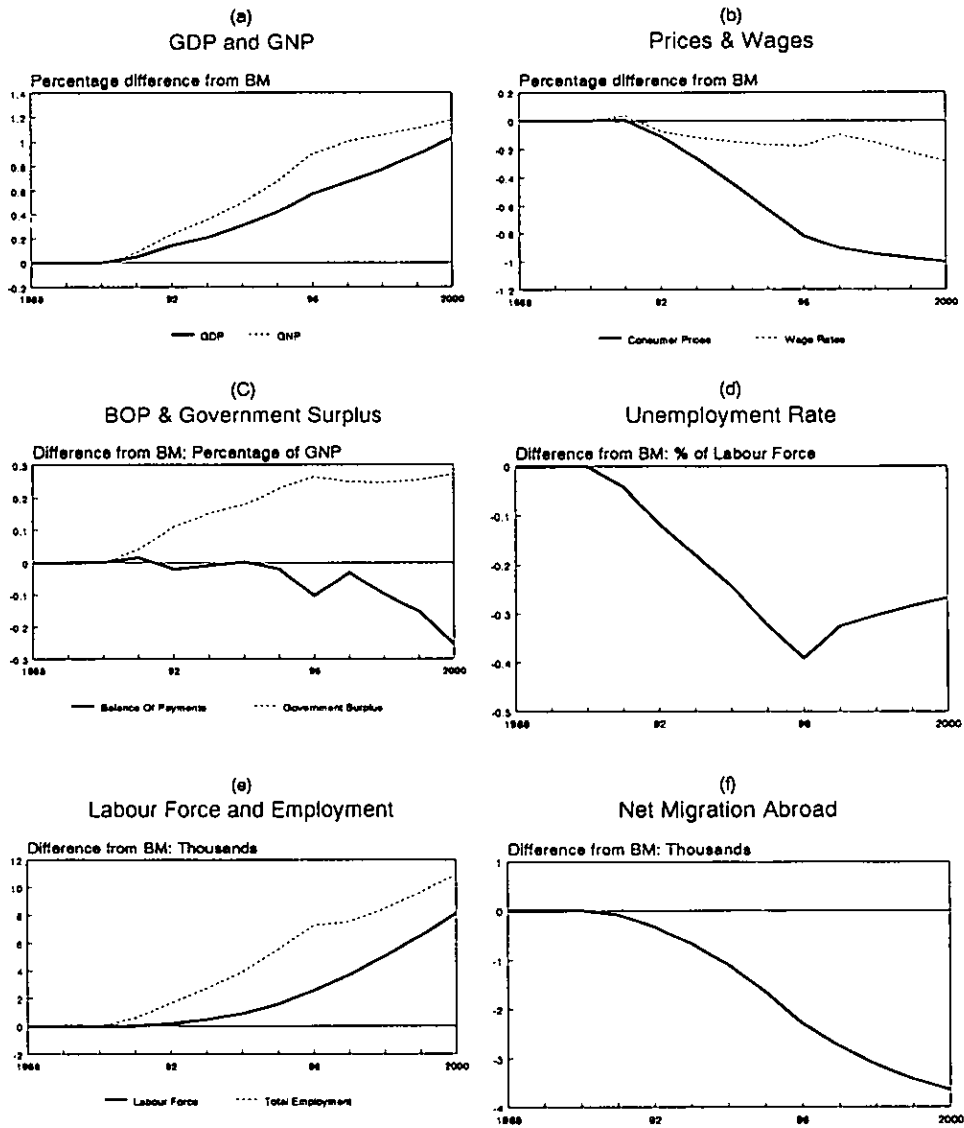 (a)
GDP and GNP
Percentage difference from BM
1.4
1.2
1
0.8
0.6
0.4
0.2
0
-0.2
1988 92 96 2000
GDP GNP
(b)
Prices & Wages
Percentage difference from BM
0.2
0
-0.2
-0.4
-0.6
-0.8
-1
-1.2
1988 92 96 2000
Consumer Prices Wage Rates
(C)
BOP & Government Surplus
Difference from BM: Percentage of GNP
0.3
0.2
0.1
0
-0.1
-0.2
-0.3
1988 92 96 2000
Balance Of Payments Government Surplus
(d)
Unemployment Rate
Difference from BM: % of Labour Force
0
-0.1
-0.2
-0.3
-0.4
-0.5
1988 92 96 2000
(e)
Labour Force and Employment
Difference from BM: Thousands
12
10
8
6
4
2
0
-2
1988 92 96 2000
Labour Force Total Employment
(f)
Net Migration Abroad
Difference from BM: Thousands
1
0
-1
-2
-3
-4
1988 92 96 2000